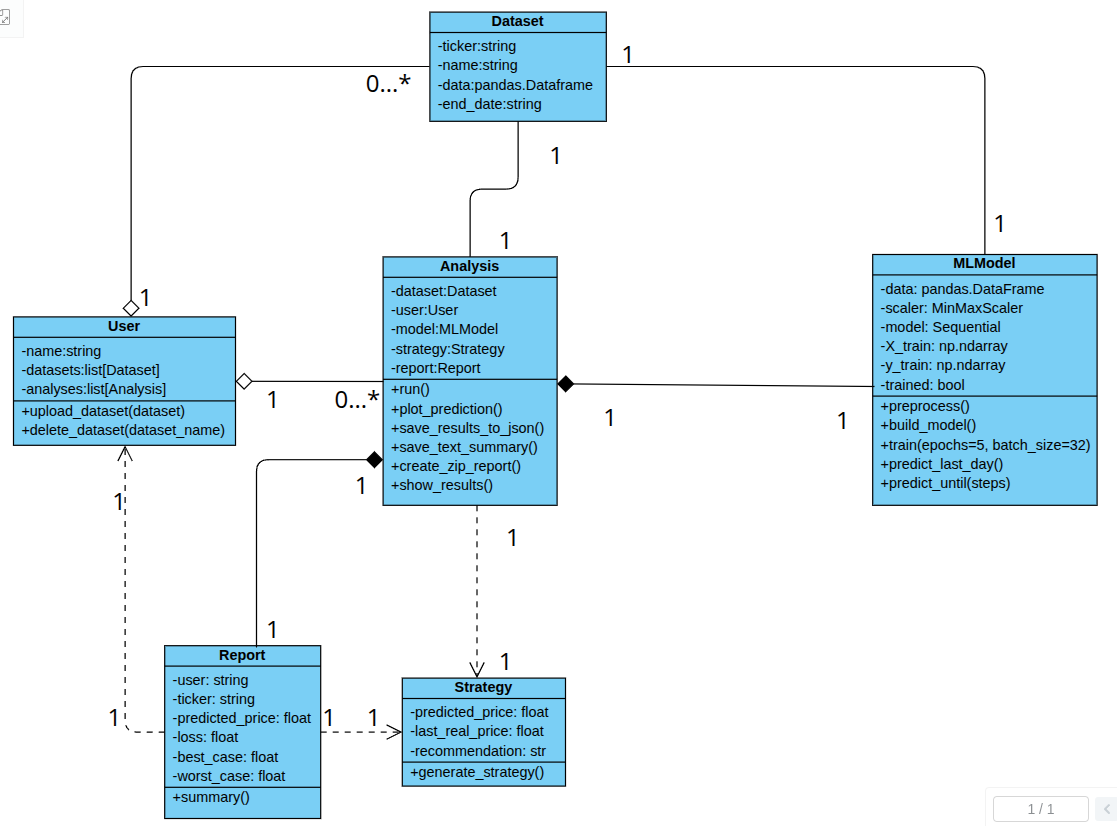 Dataset
-ticker:string
-name:string
-data:pandas.Dataframe
-end_date:string
0...*
1
1
1
1
1
User
-name:string
-datasets:list[Dataset]
-analyses:list[Analysis]
+upload_dataset(dataset)
+delete_dataset(dataset_name)
1
0...*
Analysis
-dataset:Dataset
-user:User
-model:MLModel
-strategy:Strategy
-report:Report
+run()
+plot_prediction()
+save_results_to_json()
+save_text_summary()
+create_zip_report()
+show_results()
1
1
MLModel
-data: pandas.DataFrame
-scaler: MinMaxScaler
-model: Sequential
-X_train: np.ndarray
-y_train: np.ndarray
-trained: bool
+preprocess()
+build_model()
+train(epochs=5, batch_size=32)
+predict_last_day()
+predict_until(steps)
1
1
1
1
1
1
Report
-user: string
-ticker: string
-predicted_price: float
-loss: float
-best_case: float
-worst_case: float
+summary()
1
1
Strategy
-predicted_price: float
-last_real_price: float
-recommendation: str
+generate_strategy()
1 / 1